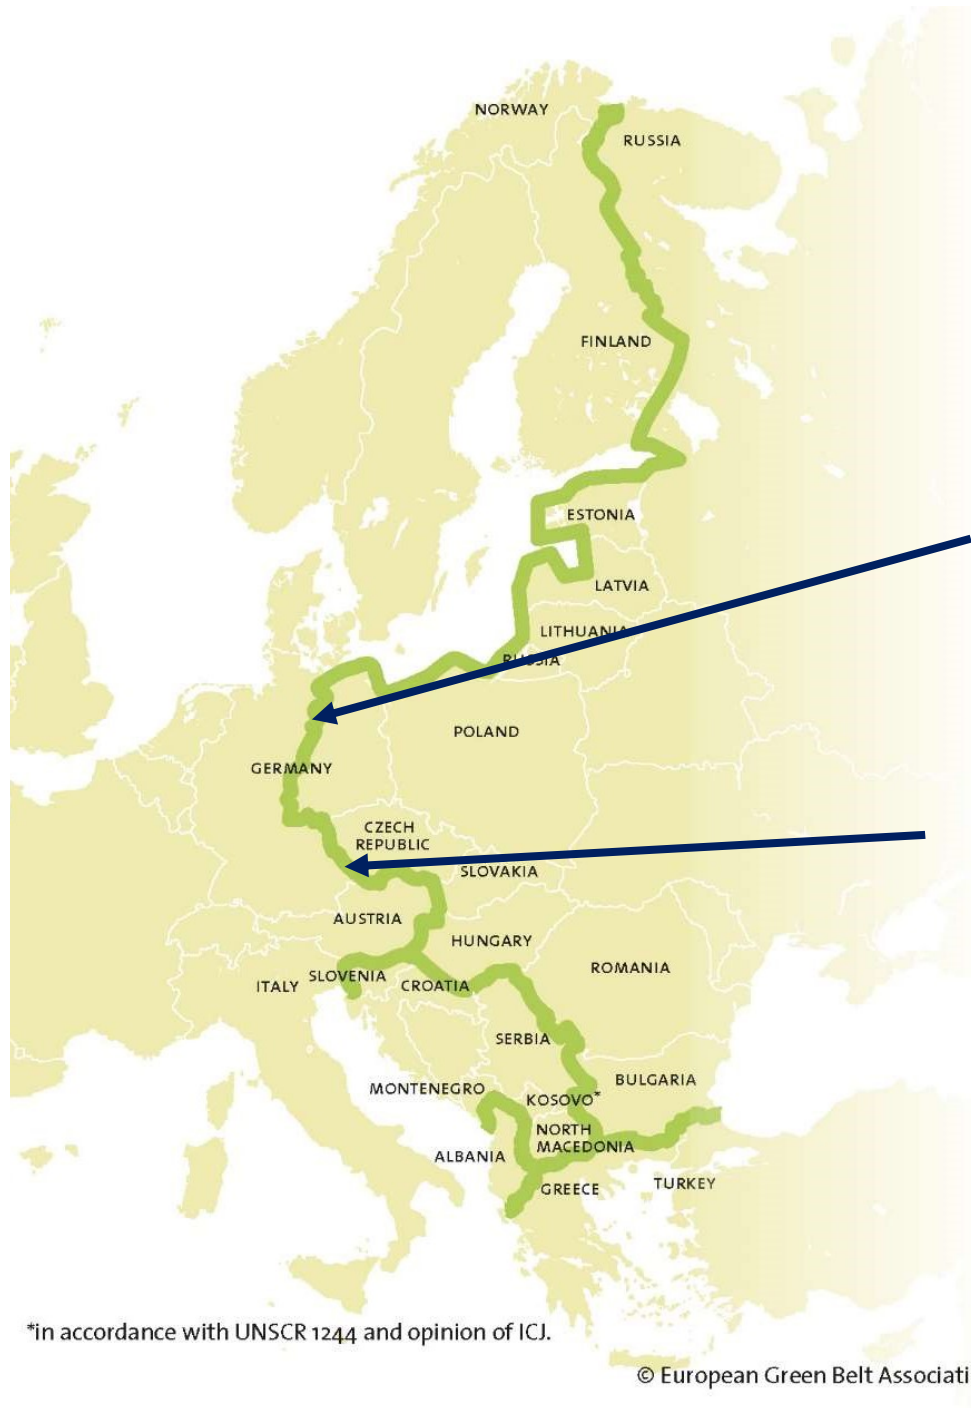 NORWAY
RUSSIA
FINLAND
ESTONIA
LATVIA
LITHUANIA
RUSSIA
POLAND
GERMANY
CZECH
REPUBLIC
SLOVAKIA
AUSTRIA
HUNGARY
ROMANIA
SLOVENIA
ITALY
CROATIA
SERBIA
BULGARIA
MONTENEGRO
KOSOVO*
NORTH
MACEDONIA
ALBANIA
TURKEY
GREECE
*in accordance with UNSCR 1244 and opinion of ICJ.
© European Green Belt Associati